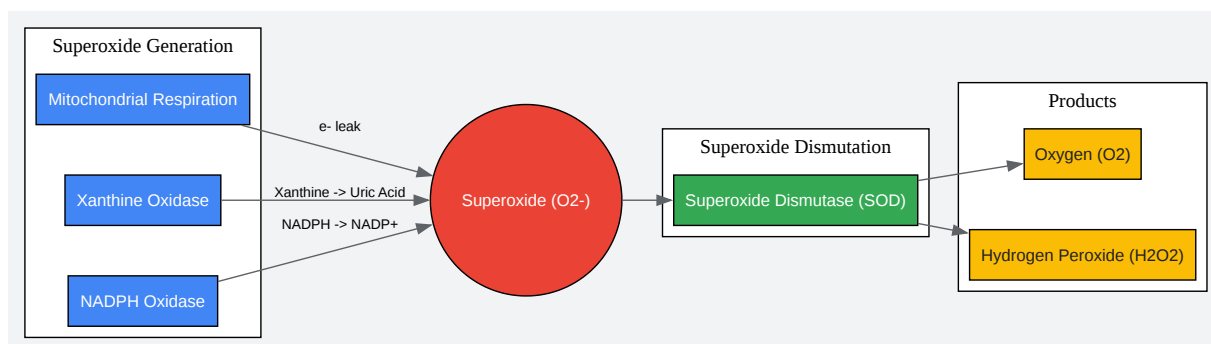 Superoxide Generation
Mitochondrial Respiration
Xanthine Oxidase
NADPH Oxidase
e- leak
Xanthine -> Uric Acid
NADPH -> NADP+
Superoxide (O2-)
Superoxide Dismutation
Superoxide Dismutase (SOD)
Products
Oxygen (O2)
Hydrogen Peroxide (H2O2)